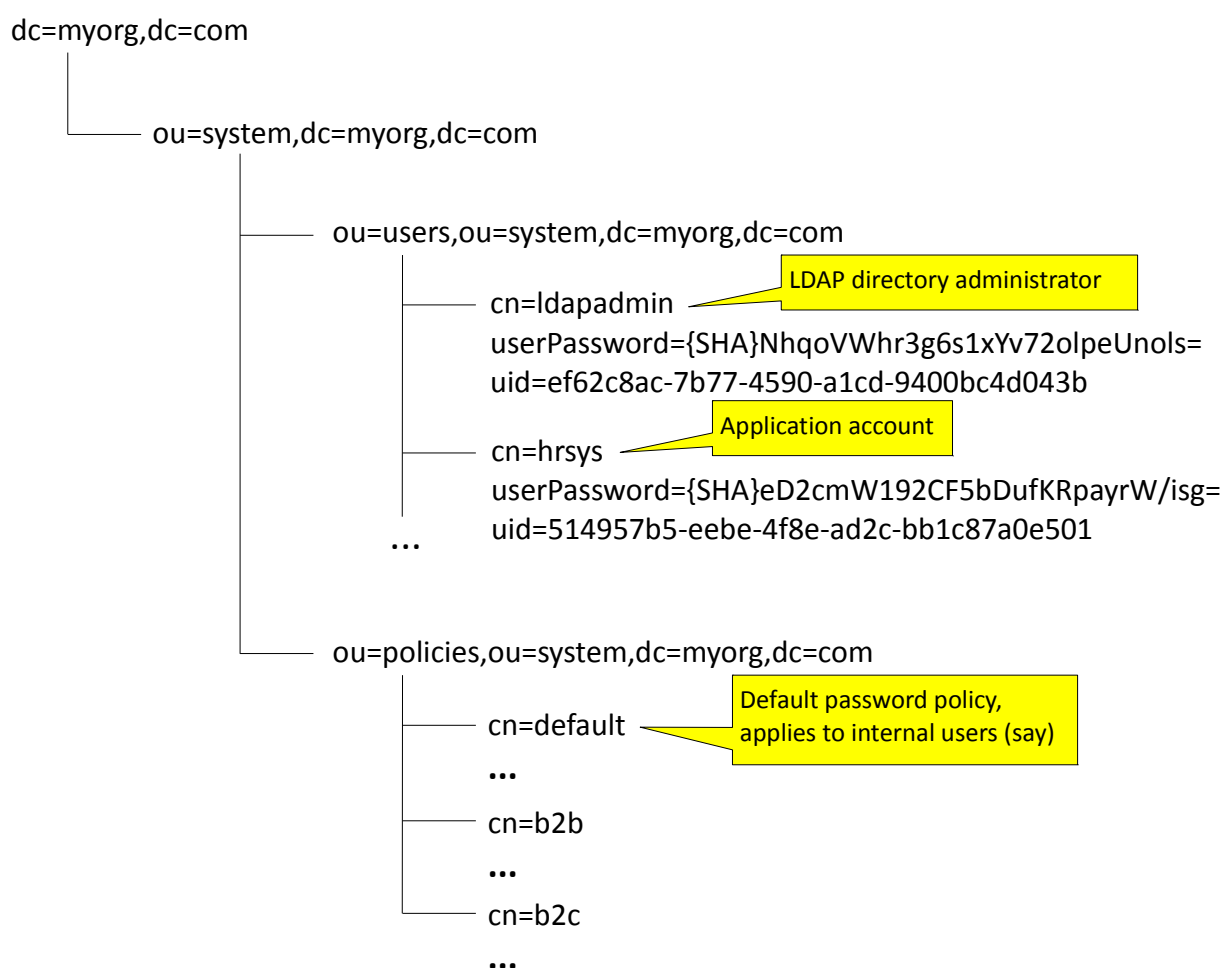 dc=myorg,dc=com
ou=system,dc=myorg,dc=com
ou=users,ou=system,dc=myorg,dc=com
LDAP directory administrator
cn=ldapadmin
userPassword={SHA}NhqoVWhr3g6s1xYv72olpeUnols=
uid=ef62c8ac-7b77-4590-a1cd-9400bc4d043b
Application account
cn=hrsys
userPassword={SHA}eD2cmW192CF5bDufKRpayrW/isg=
uid=514957b5-eebe-4f8e-ad2c-bb1c87a0e501
...
ou=policies,ou=system,dc=myorg,dc=com
Default password policy,
applies to internal users (say)
cn=default
...
cn=b2b
...
cn=b2c
...